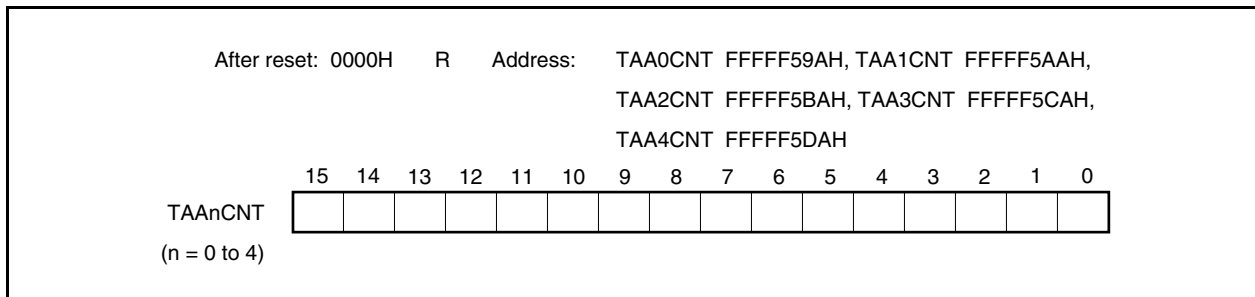 After reset: 0000H R Address: TAA0CNT FFFFF59AH, TAA1CNT FFFFF5AAH,
TAA2CNT FFFFF5BAH, TAA3CNT FFFFF5CAH,
TAA4CNT FFFFF5DAH
15 14 13 12 11 10 9 8 7 6 5 4 3 2 1 0
TAAnCNT
(n = 0 to 4)